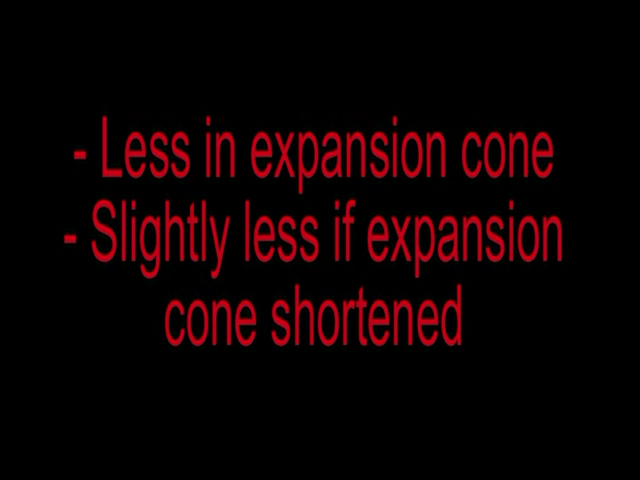 - Less in expansion cone
- Slightly less if expansion
cone shortened